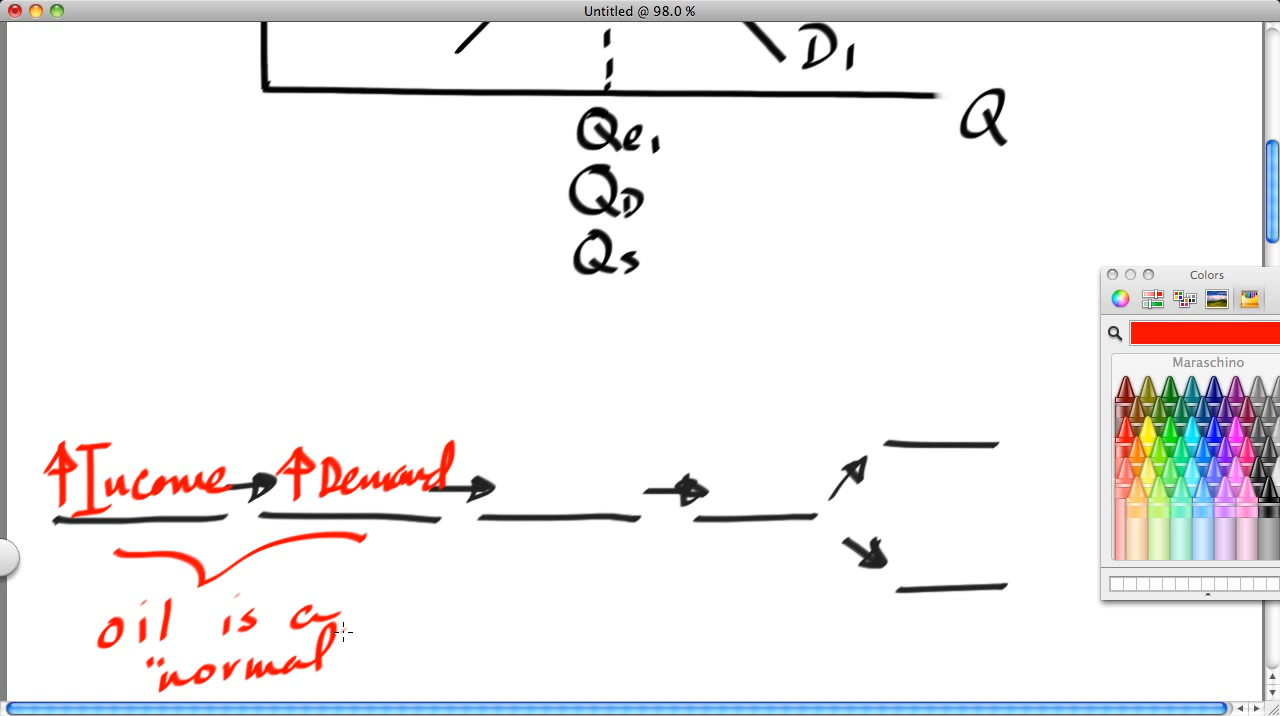 Untitled @ 98.0 %
D1
Q
Qe1
QD
Qs
Colors
Maraschino
↑Income → ↑Demand → → 
oil is a
"normal